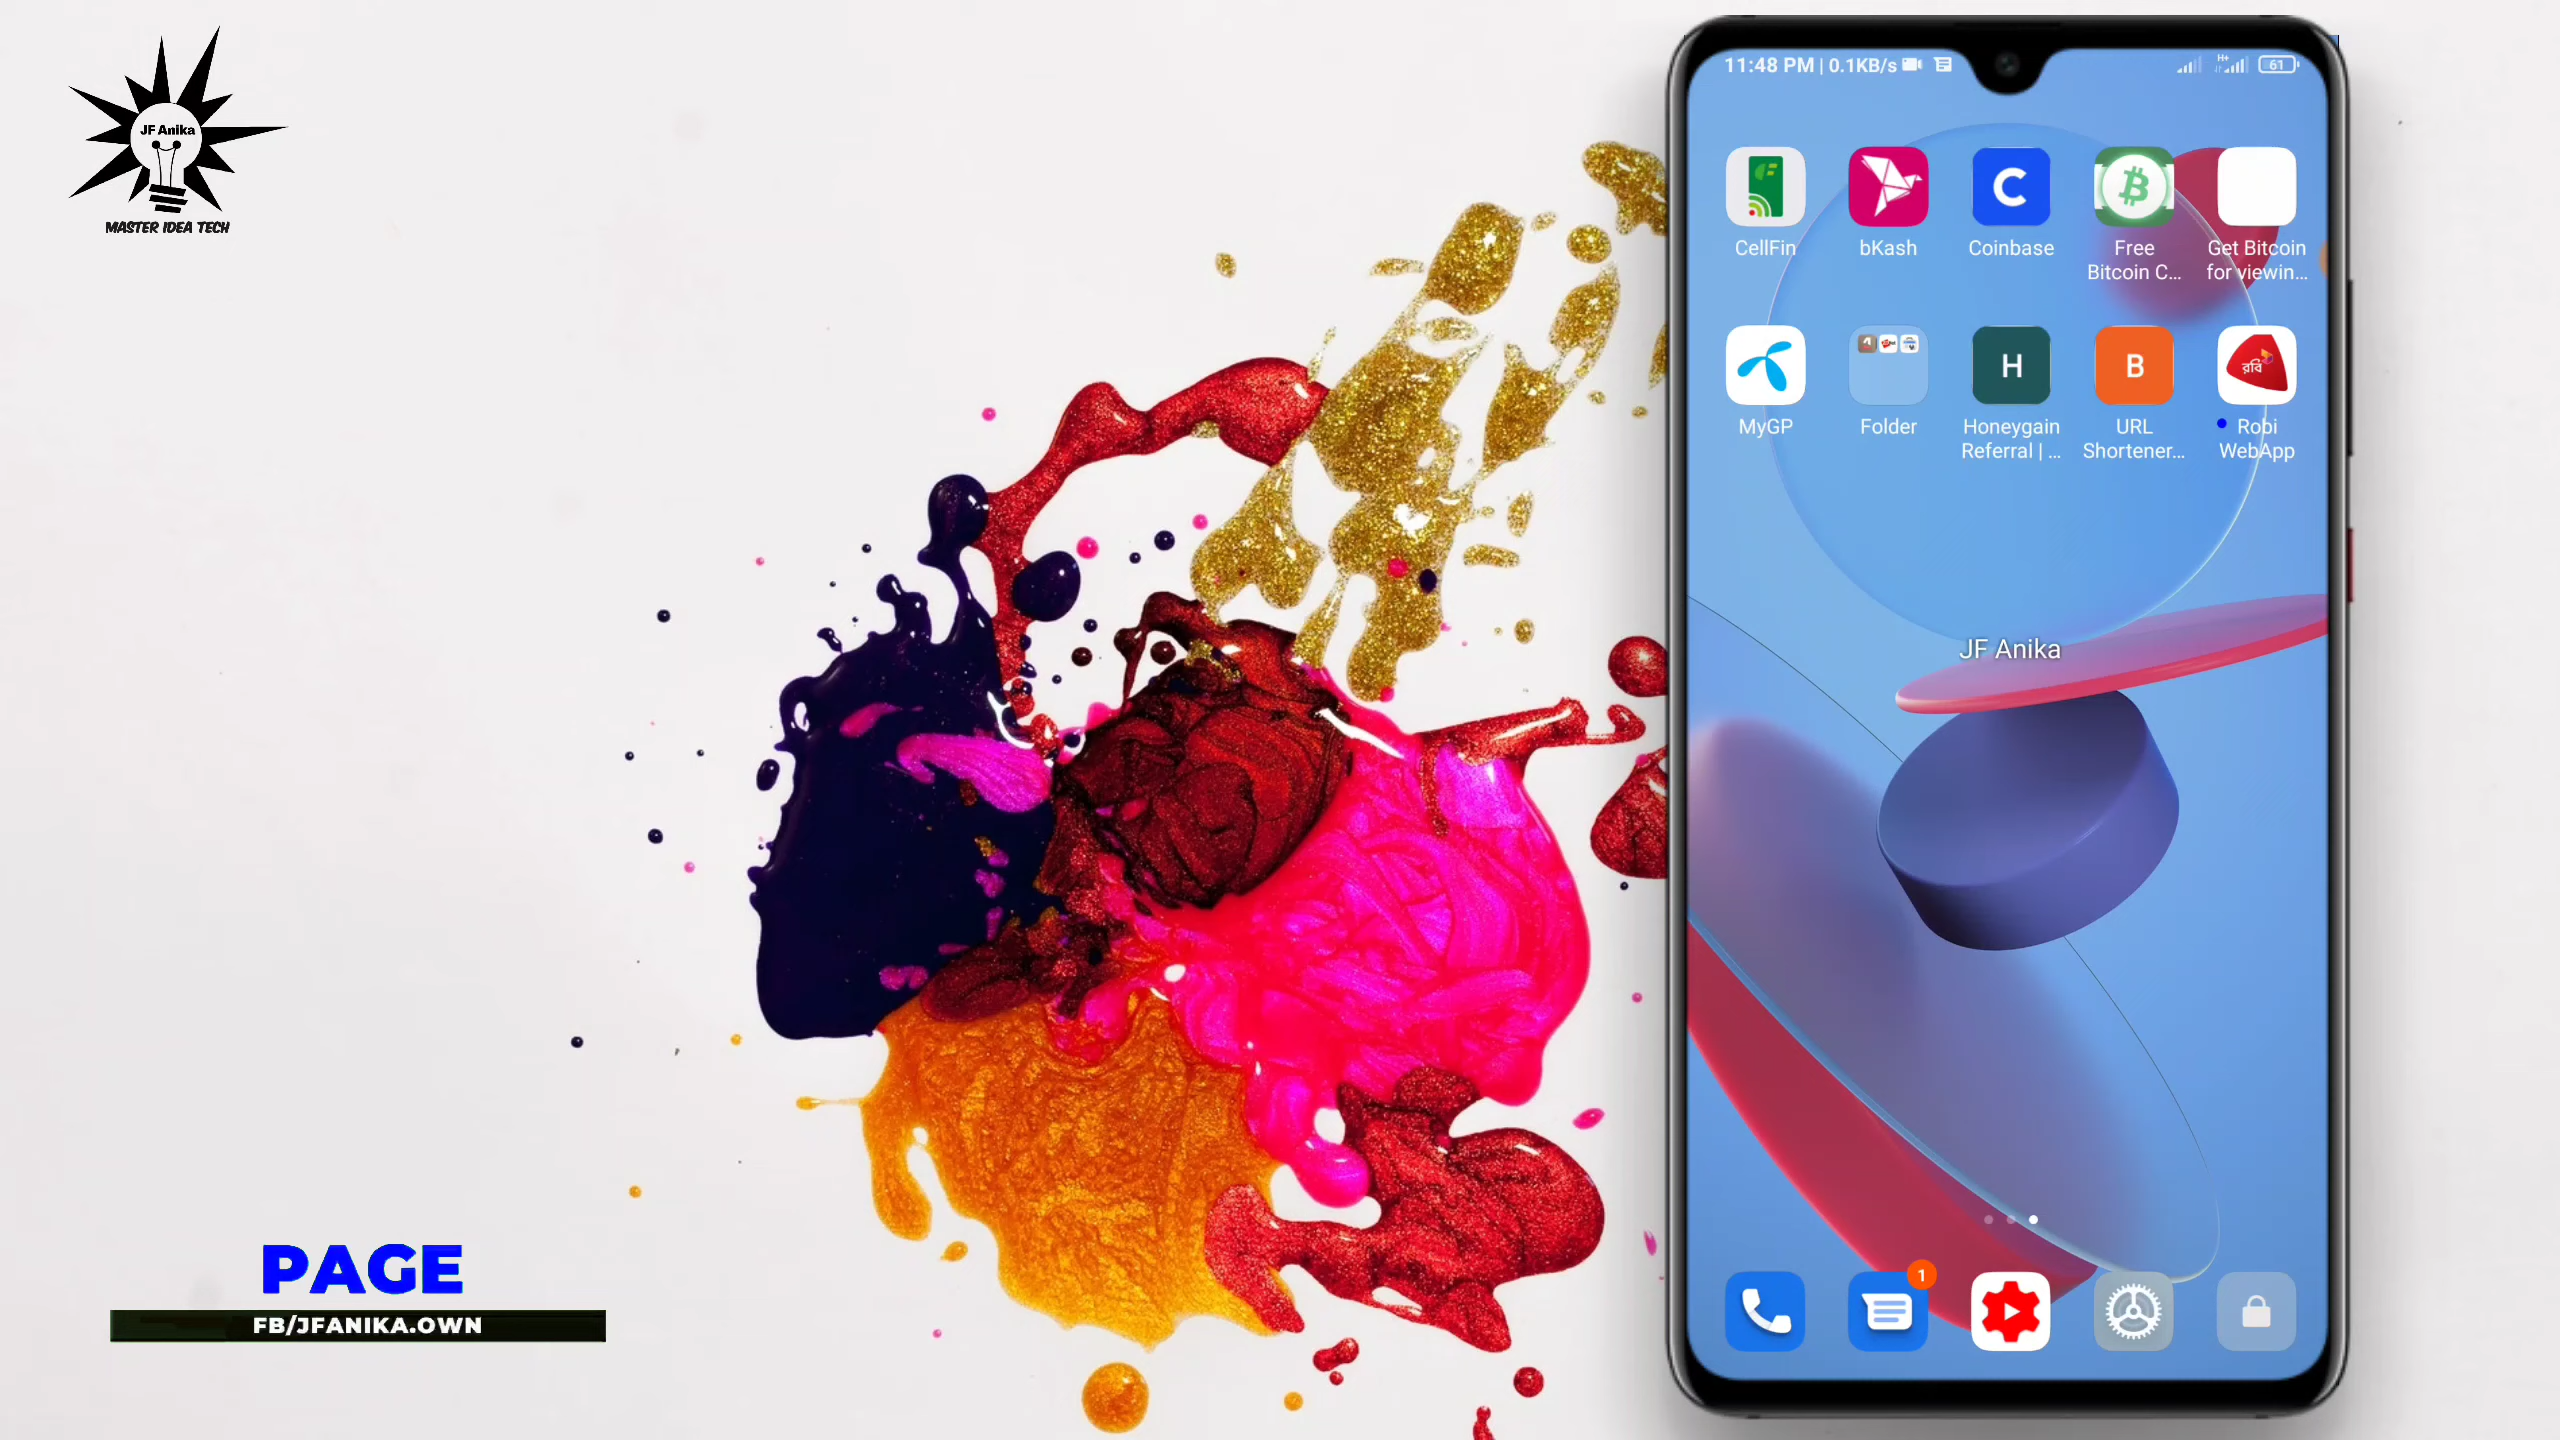 JF Anika
MASTER IDEA TECH
11:48 PM | 0.1KB/s
H+
61
CellFin
bKash
Coinbase
Free
Bitcoin C...
Get Bitcoin
for viewin...
MyGP
Folder
Honeygain
Referral | ...
URL
Shortener...
Robi
WebApp
C
H
B
রবি
JF Anika
1
PAGE
FB/JFANIKA.OWN